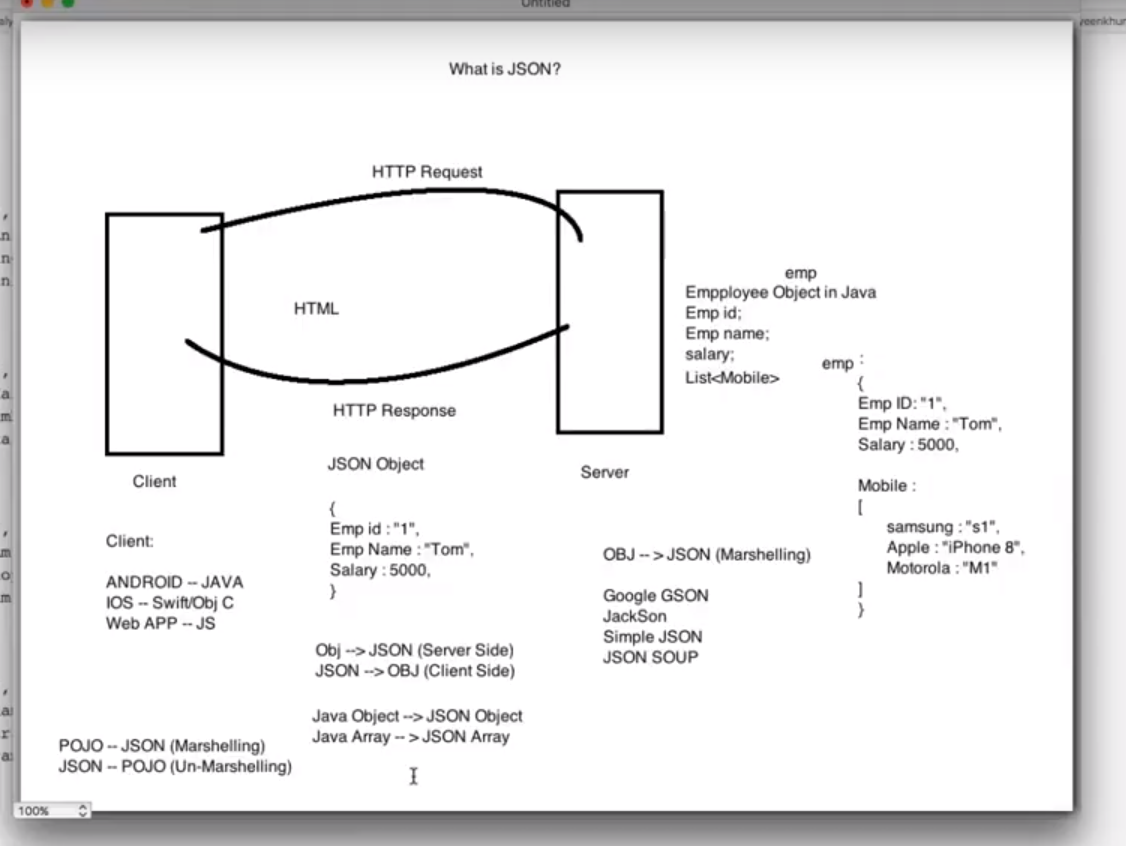 Untitled
What is JSON?
HTTP Request
HTML
HTTP Response
Client
Server
emp
Empployee Object in Java
Emp id;
Emp name;
salary;
List<Mobile>
emp :
{
Emp ID: "1",
Emp Name : "Tom",
Salary : 5000,
Mobile :
[
samsung : "s1",
Apple : "iPhone 8",
Motorola : "M1"
]
}
JSON Object
{
Emp id : "1",
Emp Name : "Tom",
Salary : 5000,
}
Client:
ANDROID -- JAVA
IOS -- Swift/Obj C
Web APP -- JS
OBJ -- > JSON (Marshelling)
Google GSON
JackSon
Simple JSON
JSON SOUP
Obj --> JSON (Server Side)
JSON --> OBJ (Client Side)
Java Object --> JSON Object
Java Array -- > JSON Array
POJO -- JSON (Marshelling)
JSON -- POJO (Un-Marshelling)
100%